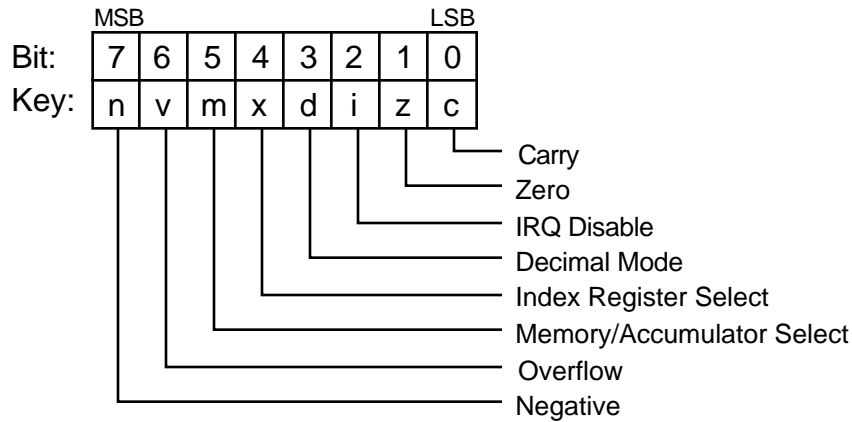 MSB LSB
Bit: 7 6 5 4 3 2 1 0
Key: n v m x d i z c
Carry
Zero
IRQ Disable
Decimal Mode
Index Register Select
Memory/Accumulator Select
Overflow
Negative